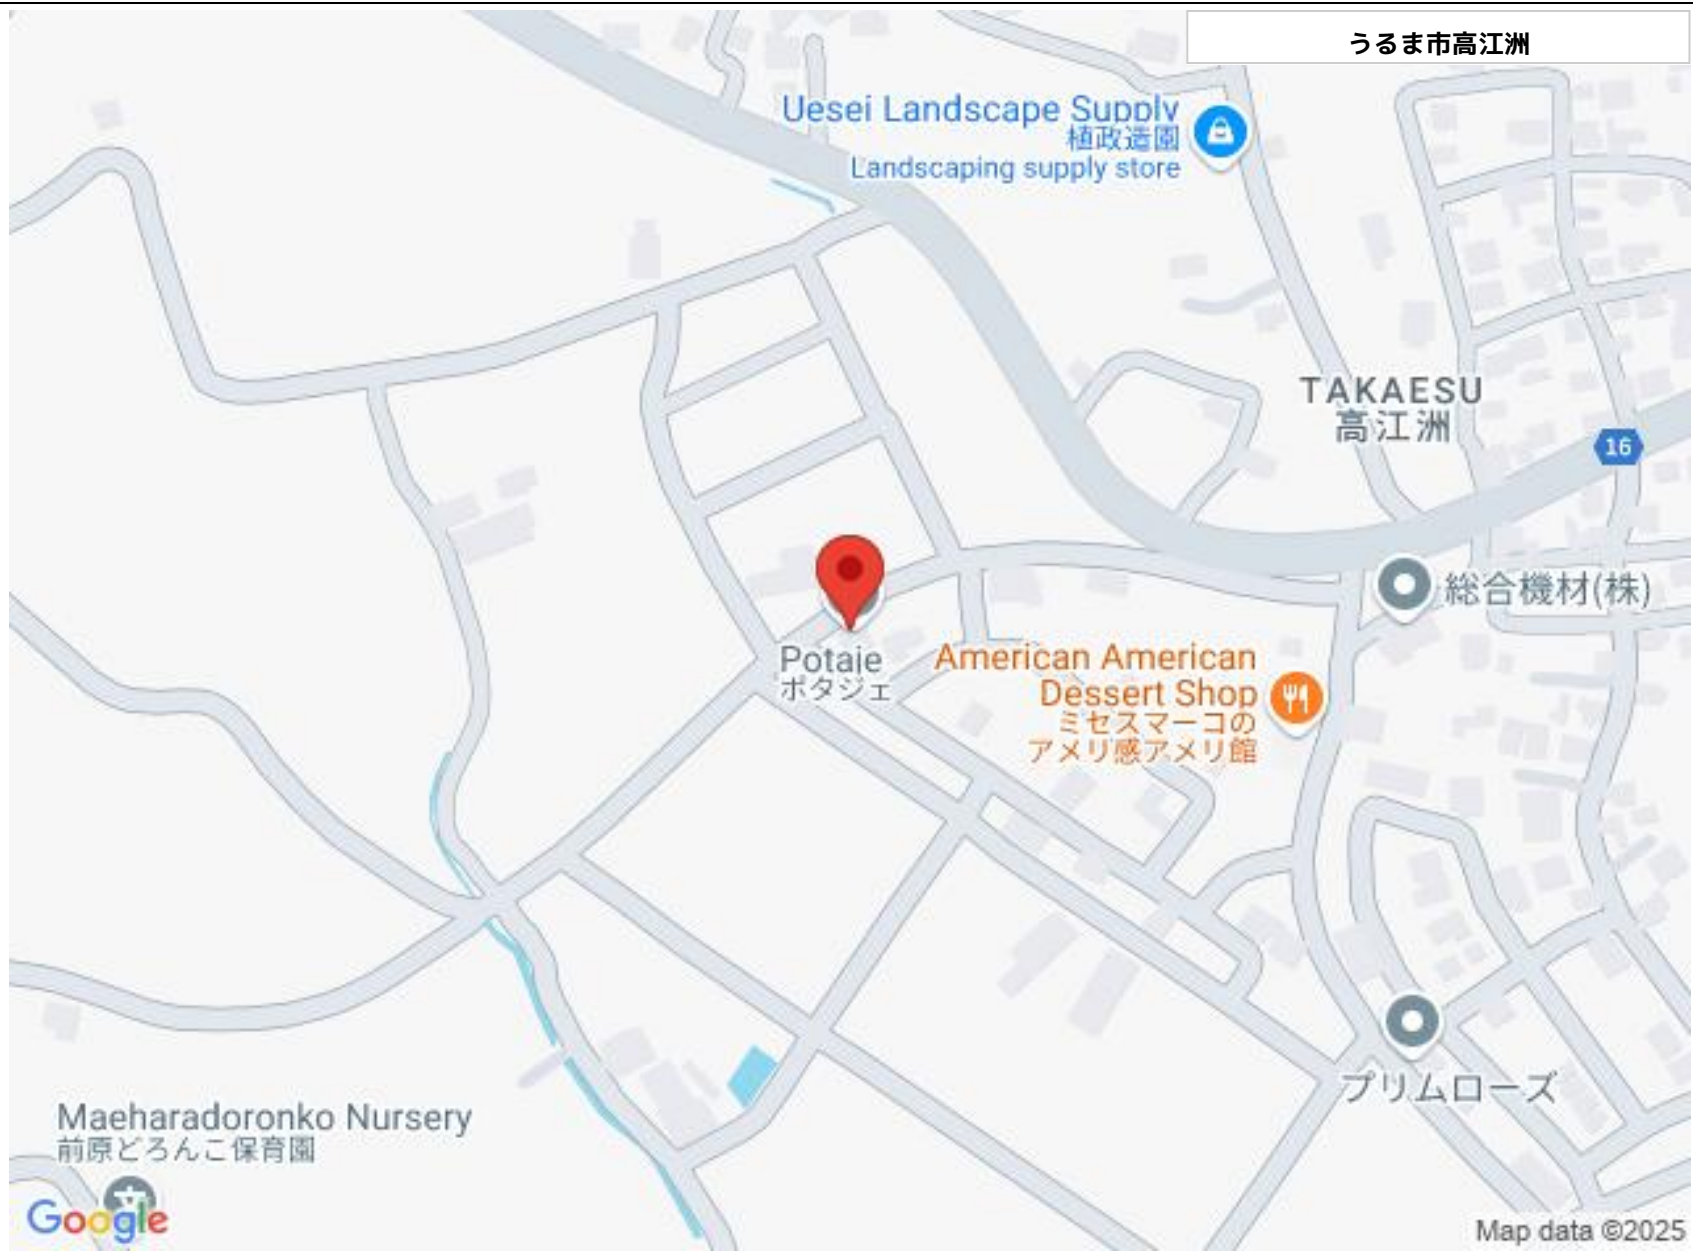 うるま市高江洲
Uesei Landscape Supply
植政造園
Landscaping supply store
TAKAESU
高江洲
16
総合機材(株)
Potaje
ポタジェ
American American
Dessert Shop
ミセスマーコの
アメリ感アメリ館
プリムローズ
Maeharadoronko Nursery
前原どろんこ保育園
文
Google
Map data ©2025